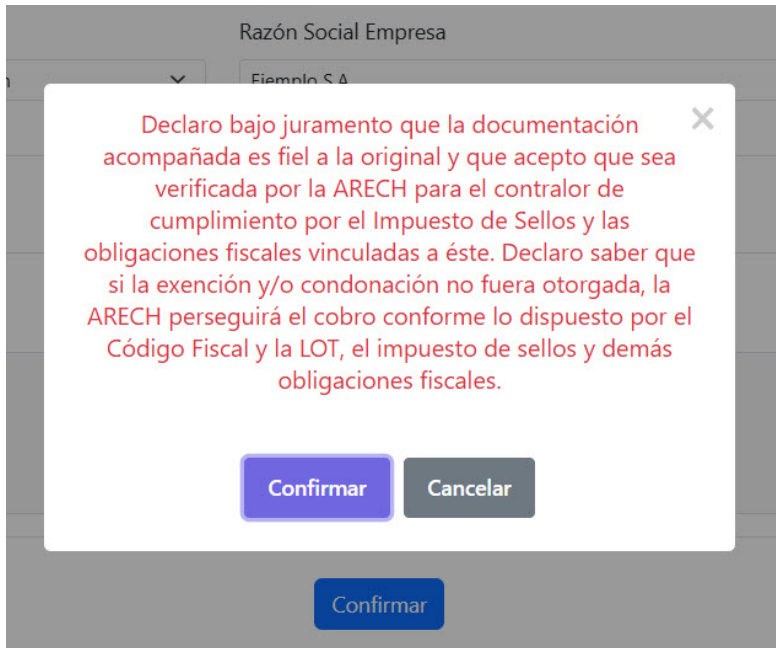 Razón Social Empresa
Ejemplo S.A.
Declaro bajo juramento que la documentación
acompañada es fiel a la original y que acepto que sea
verificada por la ARECH para el contralor de
cumplimiento por el Impuesto de Sellos y las
obligaciones fiscales vinculadas a éste. Declaro saber que
si la exención y/o condonación no fuera otorgada, la
ARECH perseguirá el cobro conforme lo dispuesto por el
Código Fiscal y la LOT, el impuesto de sellos y demás
obligaciones fiscales.
Confirmar
Cancelar
Confirmar